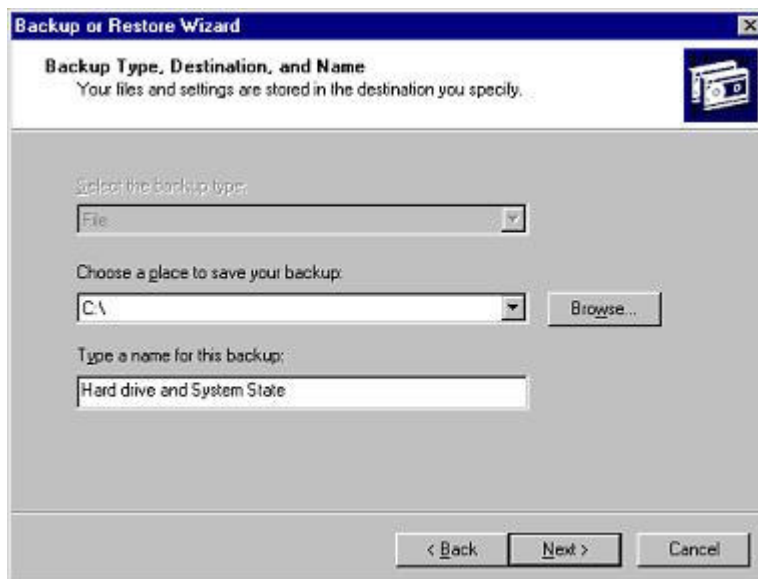 Backup or Restore Wizard
Backup Type, Destination, and Name
Your files and settings are stored in the destination you specify.
Select the backup type:
File
Choose a place to save your backup:
C:\
Browse...
Type a name for this backup:
Hard drive and System State
< Back
Next >
Cancel